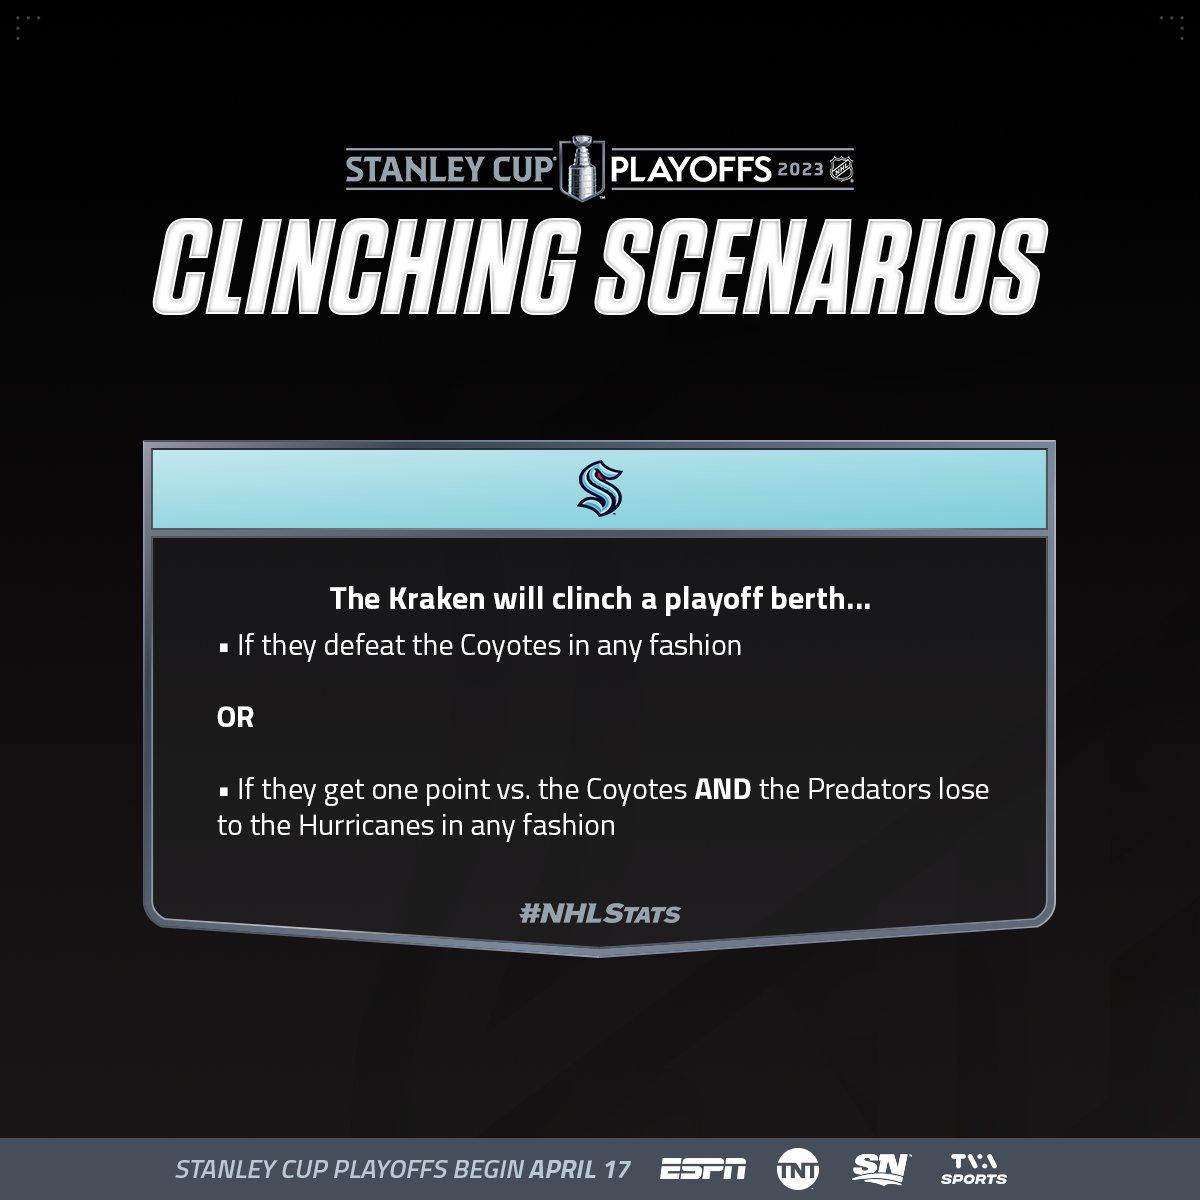 STANLEY CUP PLAYOFFS 2023 NHL
CLINCHING SCENARIOS
The Kraken will clinch a playoff berth...
▪ If they defeat the Coyotes in any fashion
OR
▪ If they get one point vs. the Coyotes AND the Predators lose
to the Hurricanes in any fashion
#NHLSTATS
STANLEY CUP PLAYOFFS BEGIN APRIL 17 ESPN TNT SN TVA SPORTS